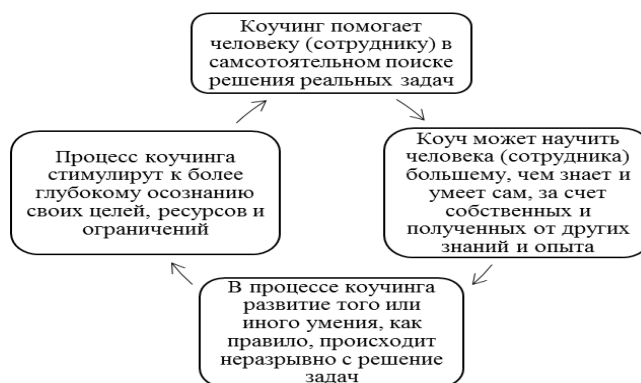 Коучинг помогает
человеку (сотруднику) в
самсотоятельном поиске
решения реальных задач
Коуч может научить
человека (сотрудника)
большему, чем знает и
умеет сам, за счет
собственных и
полученных от других
знаний и опыта
В процессе коучинга
развитие того или
иного умения, как
правило, происходит
неразрывно с решение
задач
Процесс коучинга
стимулирут к более
глубокому осознанию
своих целей, ресурсов и
ограничений